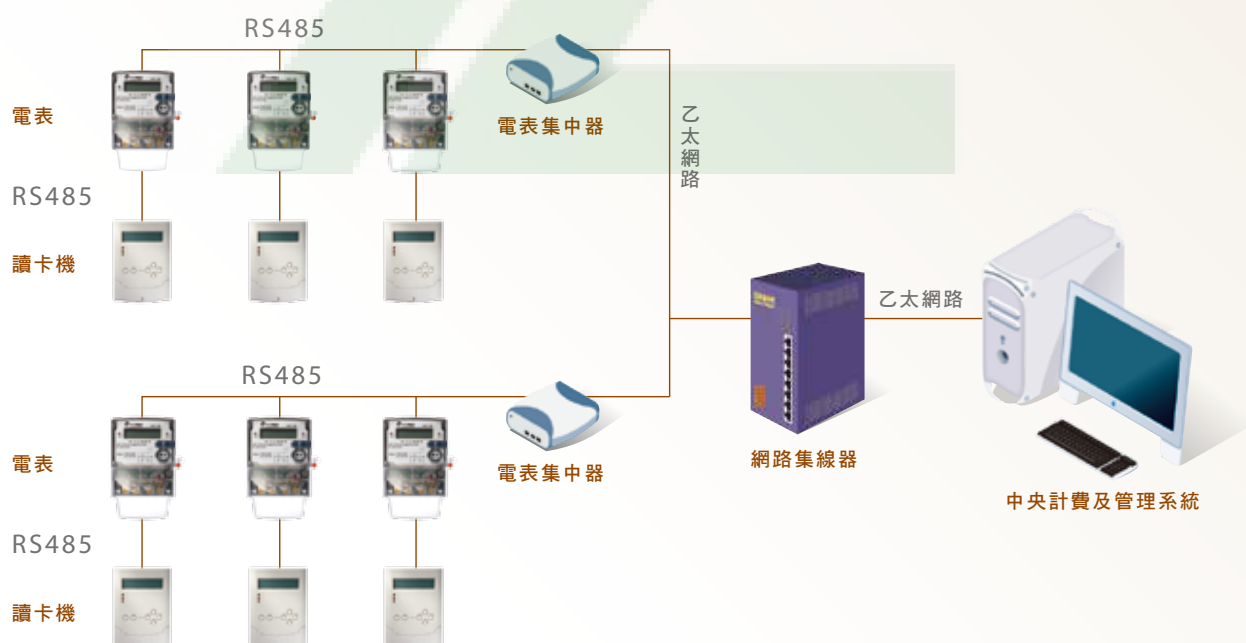 RS485
電表
電表集中器
乙太網路
RS485
讀卡機
乙太網路
RS485
電表
電表集中器
網路集線器
中央計費及管理系統
RS485
讀卡機